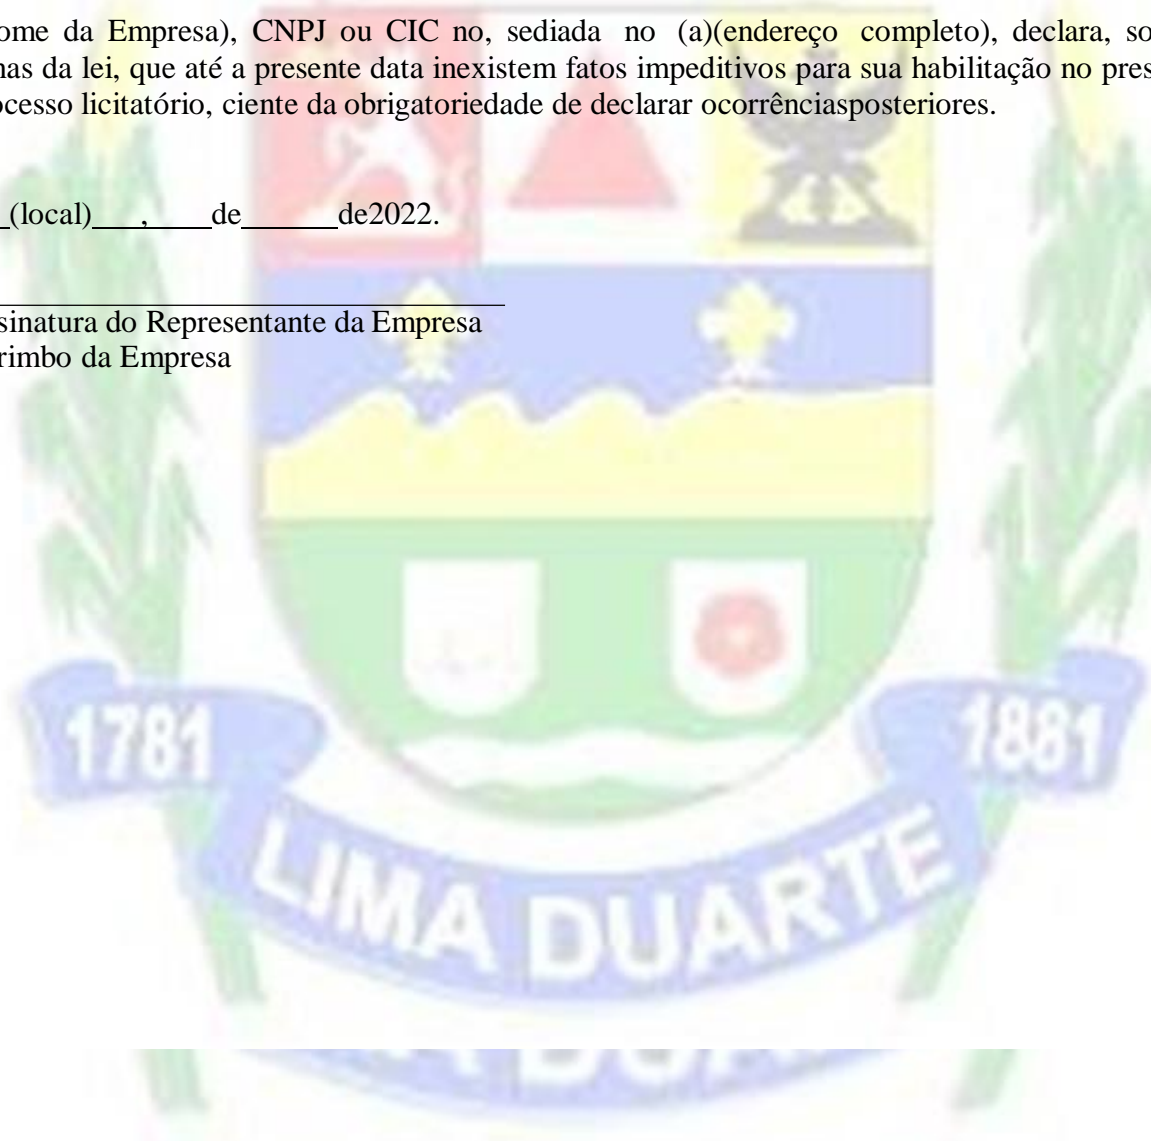 ome da Empresa), CNPJ ou CIC no, sediada no (a)(endereço completo), declara, so
nas da lei, que até a presente data inexistem fatos impeditivos para sua habilitação no pres
ocesso licitatório, ciente da obrigatoriedade de declarar ocorrênciasposteriores.
_(local)___,____de______de2022.
sinatura do Representante da Empresa
rimbo da Empresa
1781
1881
LIMA DUARTE